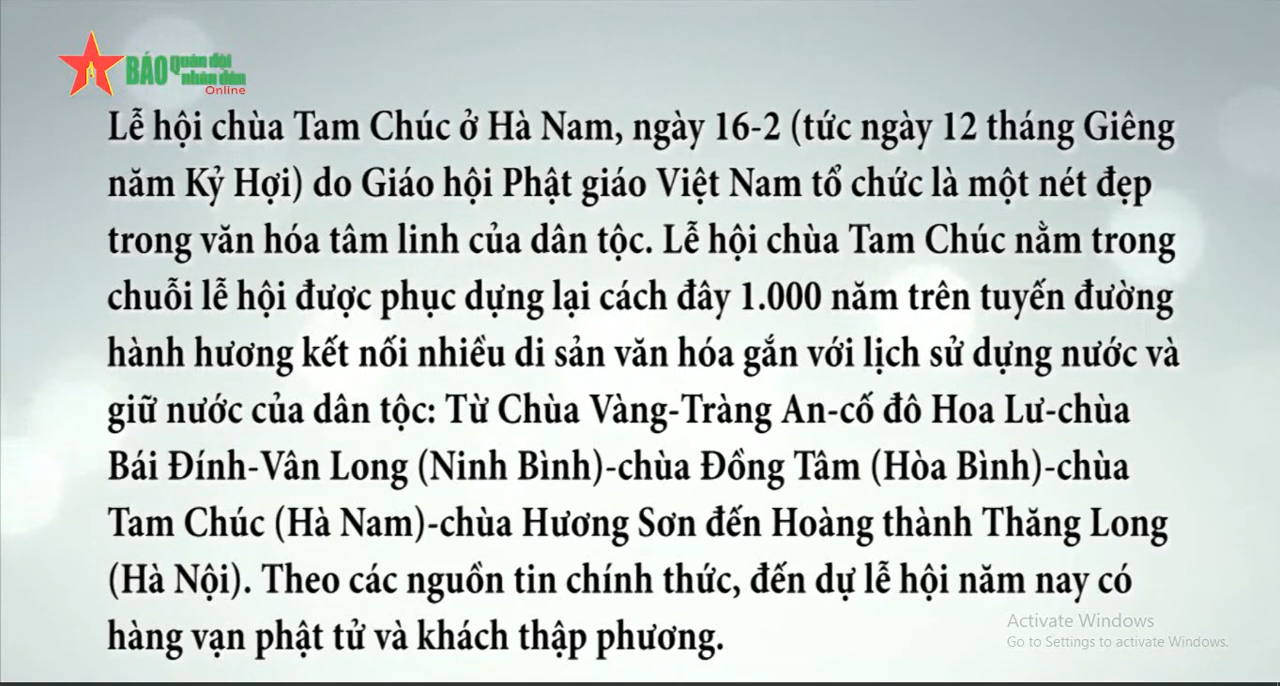 BÁO Quân đội
nhân dân
Online
Lễ hội chùa Tam Chúc ở Hà Nam, ngày 16-2 (tức ngày 12 tháng Giêng
năm Kỷ Hợi) do Giáo hội Phật giáo Việt Nam tổ chức là một nét đẹp
trong văn hóa tâm linh của dân tộc. Lễ hội chùa Tam Chúc nằm trong
chuỗi lễ hội được phục dựng lại cách đây 1.000 năm trên tuyến đường
hành hương kết nối nhiều di sản văn hóa gắn với lịch sử dựng nước và
giữ nước của dân tộc: Từ Chùa Vàng-Tràng An-cố đô Hoa Lư-chùa
Bái Đính-Vân Long (Ninh Bình)-chùa Đồng Tâm (Hòa Bình)-chùa
Tam Chúc (Hà Nam)-chùa Hương Sơn đến Hoàng thành Thăng Long
(Hà Nội). Theo các nguồn tin chính thức, đến dự lễ hội năm nay có
hàng vạn phật tử và khách thập phương.
Activate Windows
Go to Settings to activate Windows.